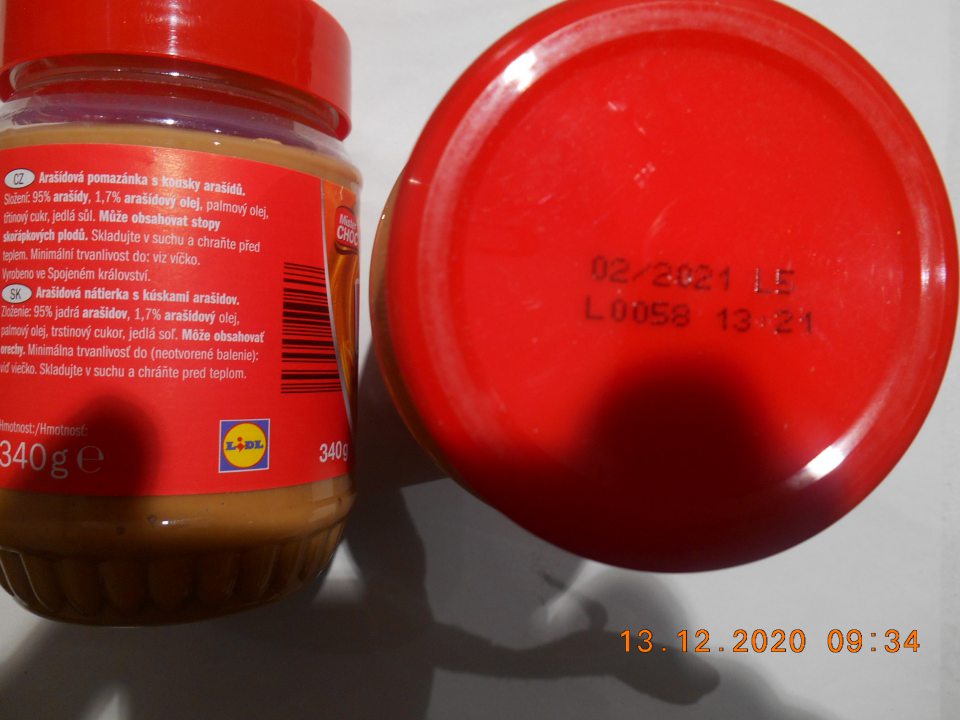 CZ Arašídová pomazánka s kousky arašídů.
Složení: 95% arašídy, 1,7% arašídový olej, palmový olej,
třtinový cukr, jedlá sůl. Může obsahovat stopy
skořápkových plodů. Skladujte v suchu a chraňte před
teplem. Minimální trvanlivost do: viz víčko.
Vyrobeno ve Spojeném království.
SK Arašidová nátierka s kúskami arašidov.
Zloženie: 95% jadrá arašidov, 1,7% arašidový olej,
palmový olej, trstinový cukor, jedlá soľ. Môže obsahovať
orechy. Minimálna trvanlivosť do (neotvorené balenie):
viď viečko. Skladujte v suchu a chráňte pred teplom.
Hmotnost:/Hmotnosť:
340g e
LIDL
340g
Mister
CHOC
02/2021 L5
L0058 13:21
13.12.2020 09:34